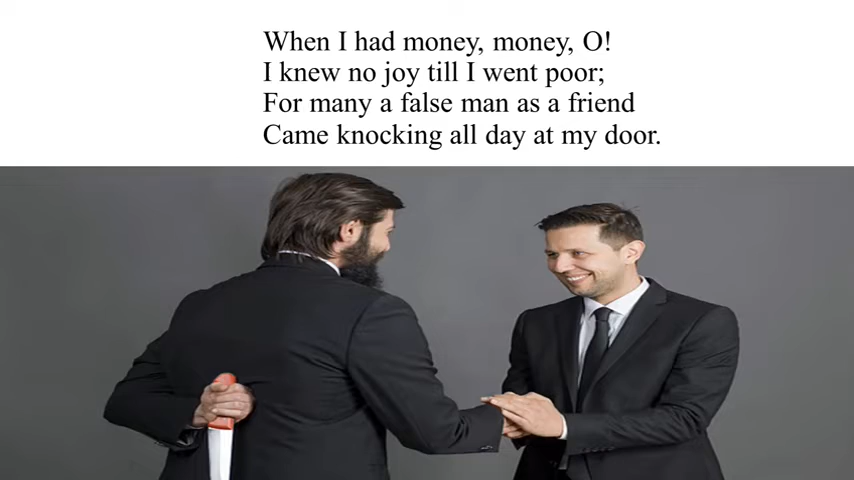 When I had money, money, O!
I knew no joy till I went poor;
For many a false man as a friend
Came knocking all day at my door.